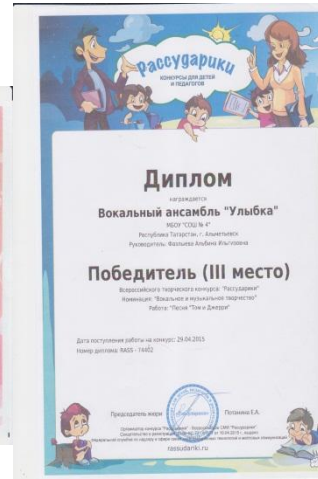 Рассударики
КОНКУРСЫ ДЛЯ ДЕТЕЙ
И ПЕДАГОГОВ
Диплом
награждается
Вокальный ансамбль "Улыбка"
МБОУ "СОШ № 4"
Республика Татарстан, г. Альметьевск
Руководитель: Фазлыева Альбина Ильгизовна
Победитель (III место)
Всероссийского творческого конкурса "Рассударики"
Номинация: "Вокальное и музыкальное творчество"
Работа: "Песня "Том и Джерри"
Дата поступления работы на конкурс: 29.04.2015
Номер диплома: RASS - 74402
Председатель жюри
Потанина Е.А.
rassudariki.ru